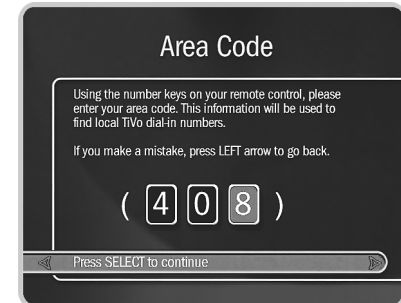 Area Code
Using the number keys on your remote control, please
enter your area code. This information will be used to
find local TiVo dial-in numbers.
If you make a mistake, press LEFT arrow to go back.
( 4 0 8 )
Press SELECT to continue